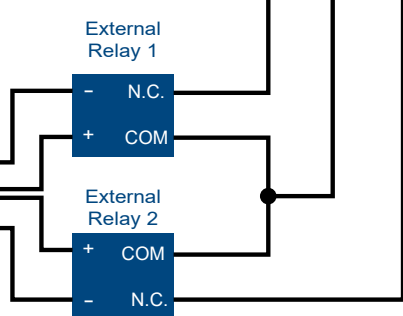 External
Relay 1
− N.C.
+ COM
External
Relay 2
+ COM
− N.C.